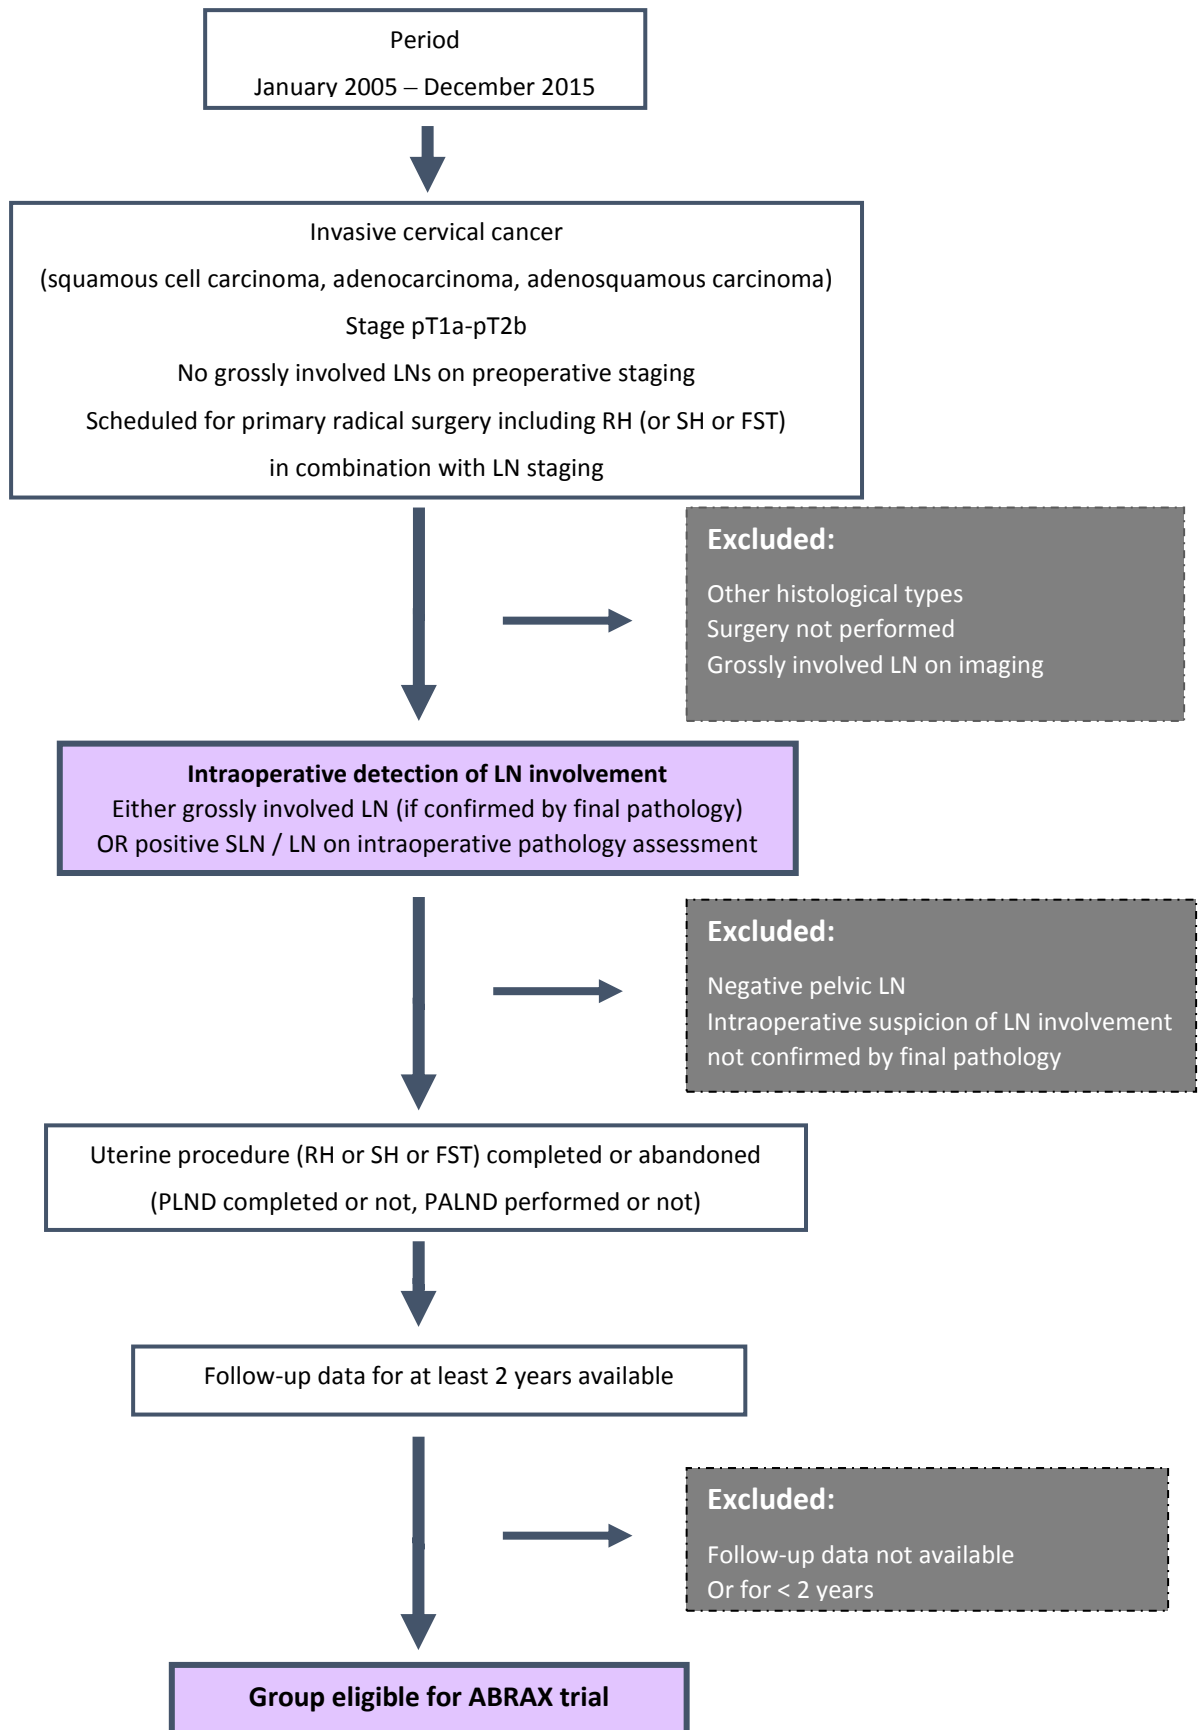 Period
January 2005 – December 2015
Invasive cervical cancer
(squamous cell carcinoma, adenocarcinoma, adenosquamous carcinoma)
Stage pT1a-pT2b
No grossly involved LNs on preoperative staging
Scheduled for primary radical surgery including RH (or SH or FST)
in combination with LN staging
Excluded:
Other histological types
Surgery not performed
Grossly involved LN on imaging
Intraoperative detection of LN involvement
Either grossly involved LN (if confirmed by final pathology)
OR positive SLN / LN on intraoperative pathology assessment
Excluded:
Negative pelvic LN
Intraoperative suspicion of LN involvement
not confirmed by final pathology
Uterine procedure (RH or SH or FST) completed or abandoned
(PLND completed or not, PALND performed or not)
Follow-up data for at least 2 years available
Excluded:
Follow-up data not available
Or for < 2 years
Group eligible for ABRAX trial